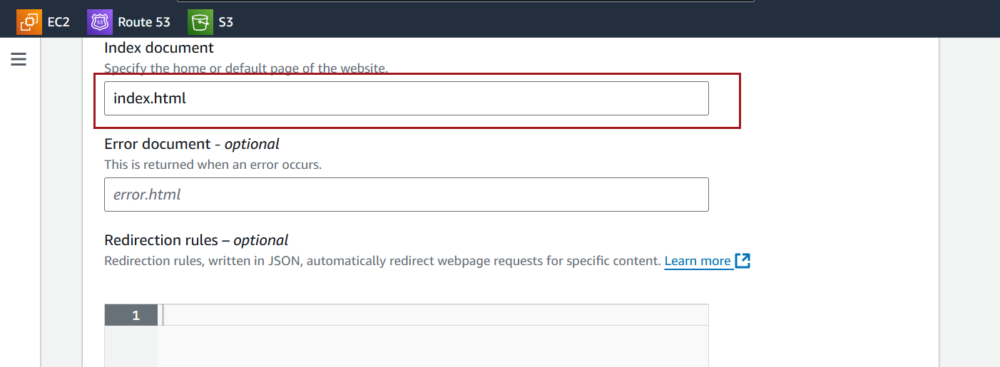 EC2 Route 53 S3
Index document
Specify the home or default page of the website.
index.html
Error document - optional
This is returned when an error occurs.
error.html
Redirection rules – optional
Redirection rules, written in JSON, automatically redirect webpage requests for specific content. Learn more
1